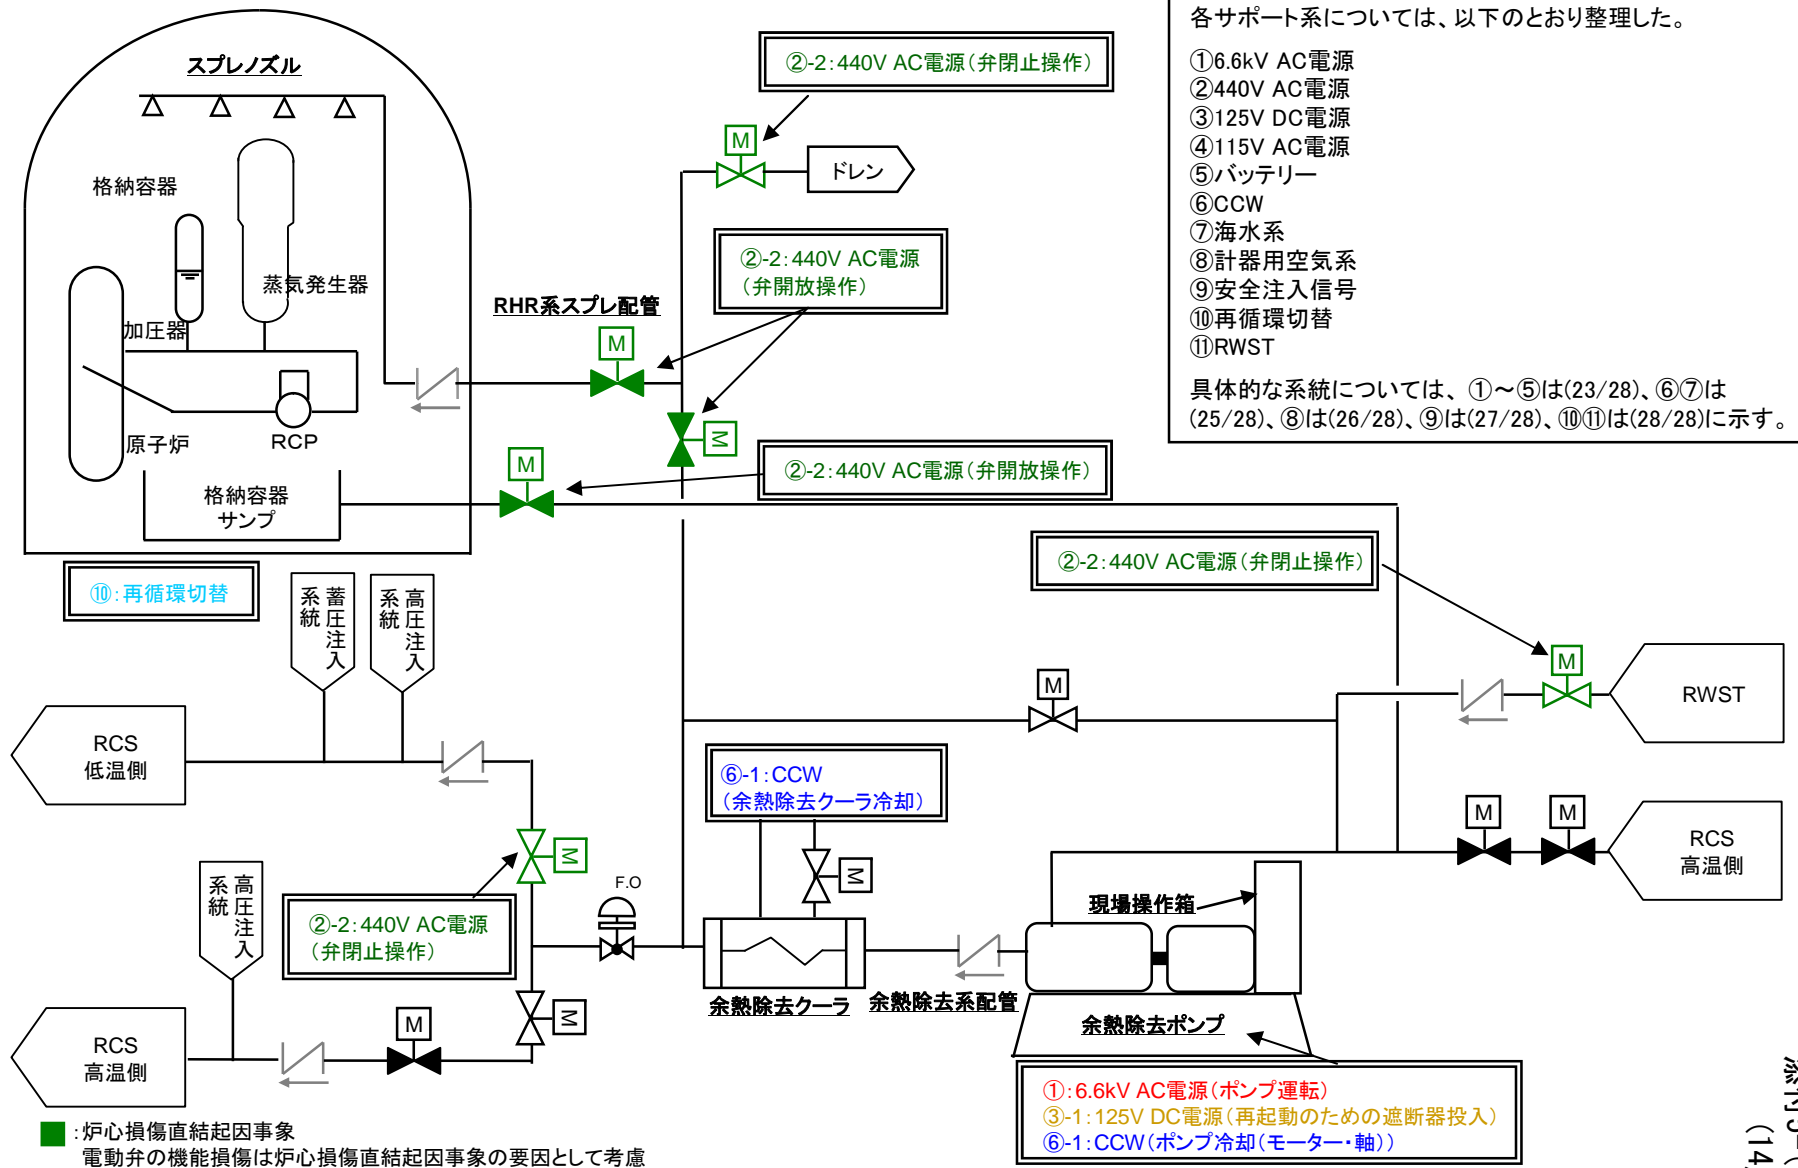 各サポート系については、以下のとおり整理した。
①6.6kV AC電源
②440V AC電源
③125V DC電源
④115V AC電源
⑤バッテリー
⑥CCW
⑦海水系
⑧計器用空気系
⑨安全注入信号
⑩再循環切替
⑪RWST
具体的な系統については、①～⑤は(23/28)、⑥⑦は
(25/28)、⑧は(26/28)、⑨は(27/28)、⑩⑪は(28/28)に示す。
スプレノズル
格納容器
蒸気発生器
加圧器
原子炉
RCP
格納容器
サンプ
②-2:440V AC電源(弁閉止操作)
M
ドレン
②-2:440V AC電源
(弁開放操作)
RHR系スプレ配管
M
M
②-2:440V AC電源(弁開放操作)
M
②-2:440V AC電源(弁閉止操作)
⑩:再循環切替
蓄圧注入
系統
高圧注入
系統
M
M
RWST
RCS
低温側
⑥-1:CCW
(余熱除去クーラ冷却)
M
M
M
M
RCS
高温側
F.O
現場操作箱
高圧注入
系統
②-2:440V AC電源
(弁閉止操作)
余熱除去クーラ
余熱除去系配管
余熱除去ポンプ
M
M
RCS
高温側
①:6.6kV AC電源(ポンプ運転)
③-1:125V DC電源(再起動のための遮断器投入)
⑥-1:CCW(ポンプ冷却(モーター・軸))
:炉心損傷直結起因事象
電動弁の機能損傷は炉心損傷直結起因事象の要因として考慮
(14